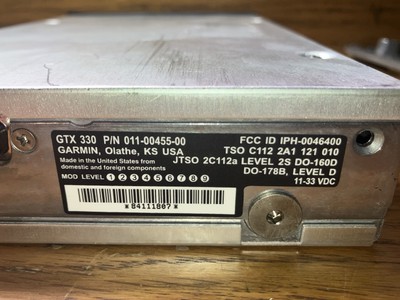 GTX 330 P/N 011-00455-00
GARMIN, Olathe, KS USA
Made in the United States from
domestic and foreign components
MOD LEVEL 1 2 3 4 5 6 7 8 9
*84111807*
FCC ID IPH-0046400
TSO C112 2A1 121 010
JTSO 2C112a LEVEL 2S DO-160D
DO-178B, LEVEL D
11-33 VDC